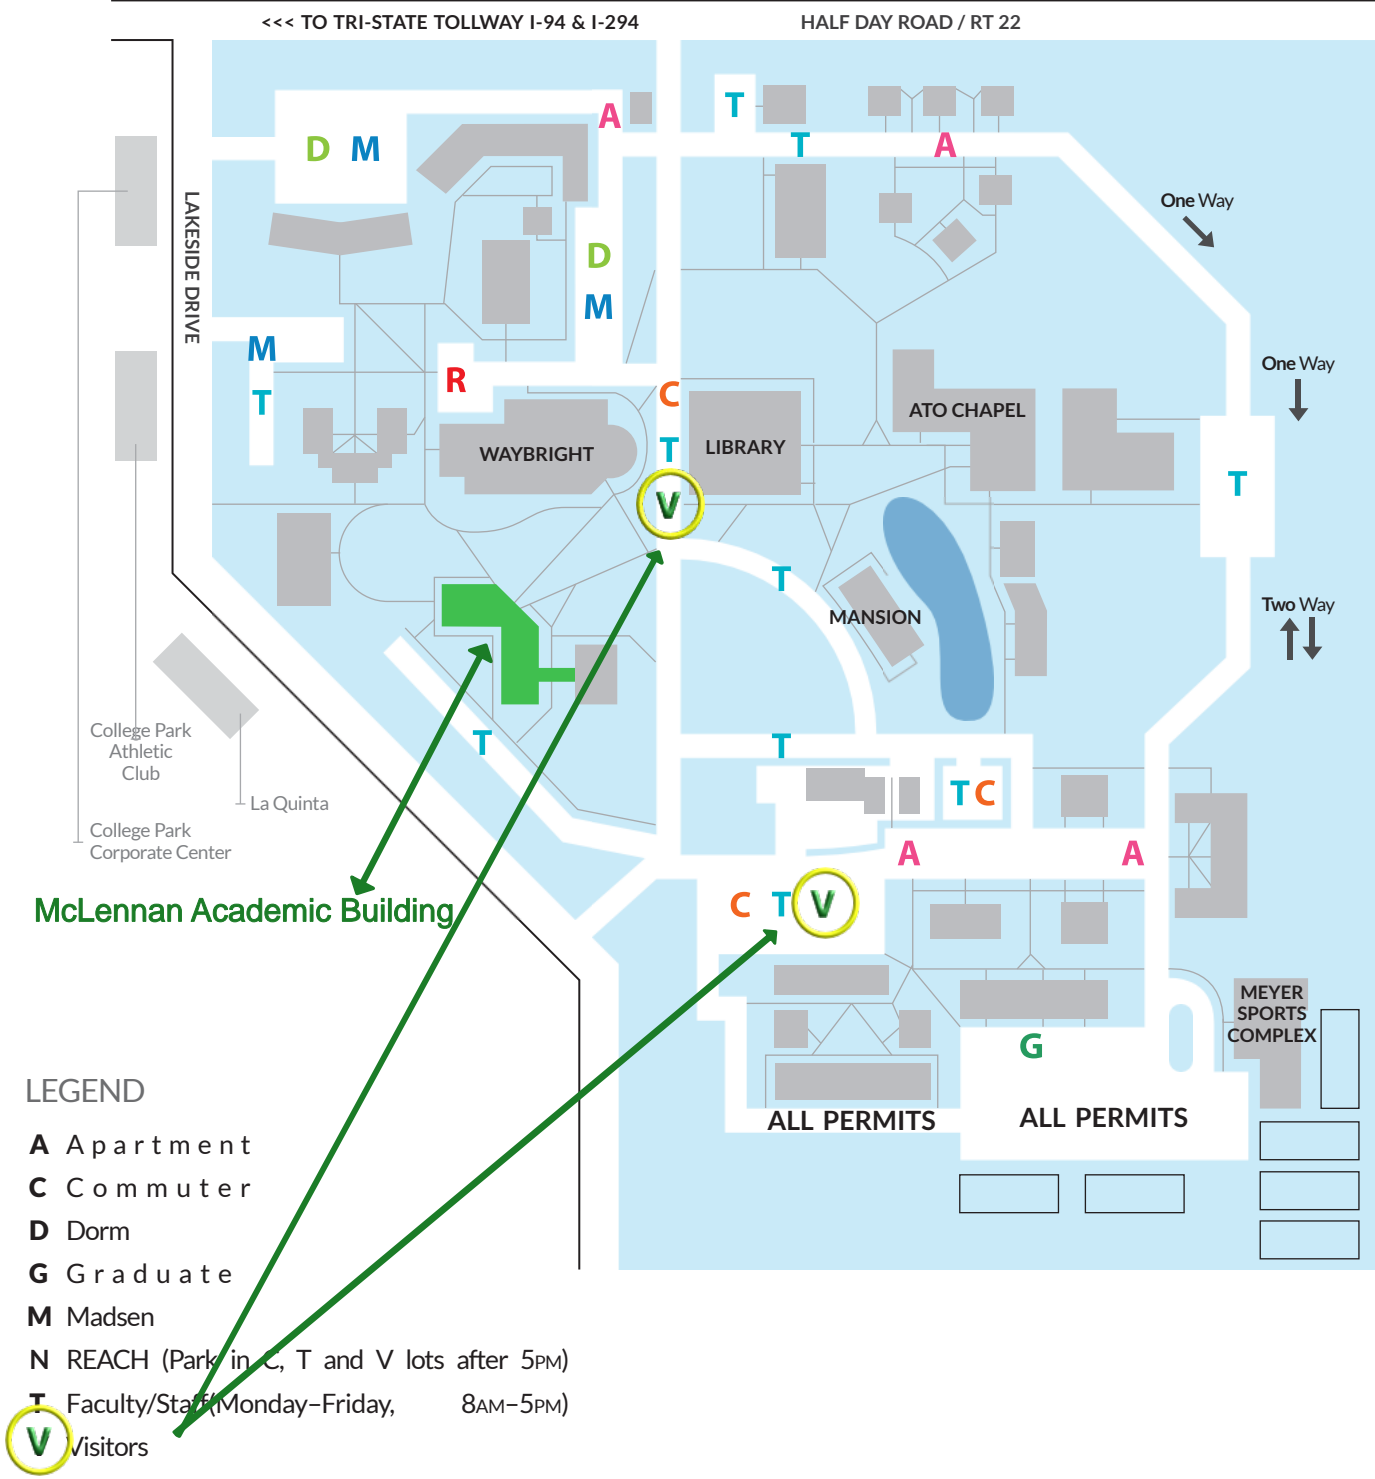 <<< TO TRI-STATE TOLLWAY I-94 & I-294
HALF DAY ROAD / RT 22
T
A
T
A
D M
One Way
LAKESIDE DRIVE
D
M
M
One Way
R
C
T
ATO CHAPEL
WAYBRIGHT
T
LIBRARY
T
V
T
Two Way
MANSION
College Park
Athletic
Club
T
T
La Quinta
T C
College Park
Corporate Center
A
A
McLennan Academic Building
C T V
MEYER
SPORTS
COMPLEX
G
ALL PERMITS
ALL PERMITS
LEGEND
A Apartment
C Commuter
D Dorm
G Graduate
M Madsen
N REACH (Park in C, T and V lots after 5PM)
T Faculty/Staff(Monday–Friday, 8AM–5PM)
V Visitors